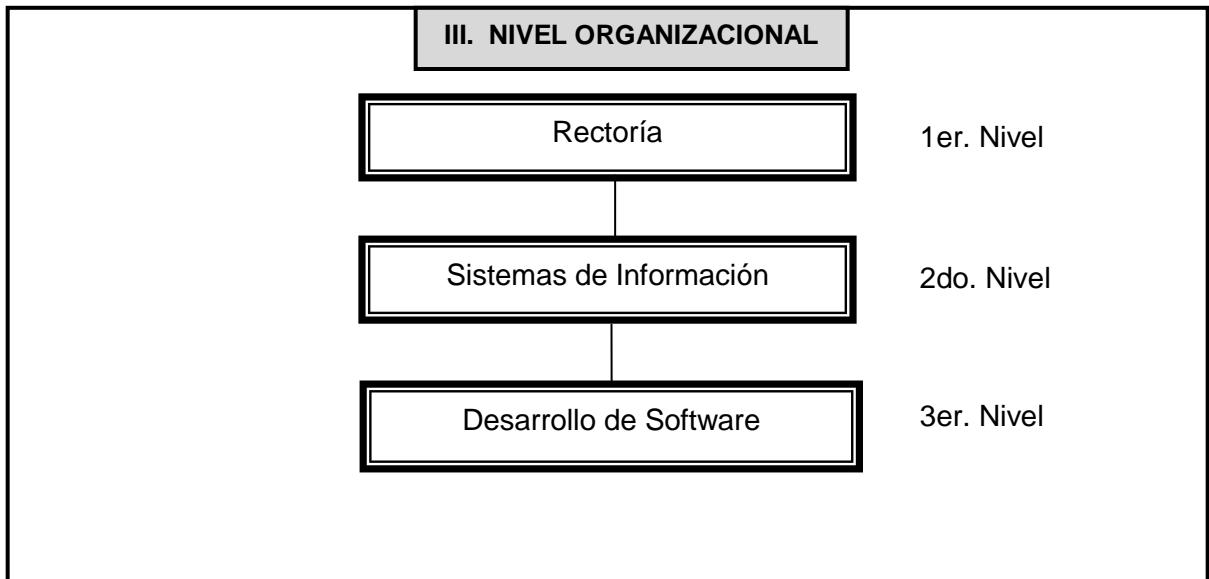 III. NIVEL ORGANIZACIONAL
Rectoría
1er. Nivel
Sistemas de Información
2do. Nivel
Desarrollo de Software
3er. Nivel